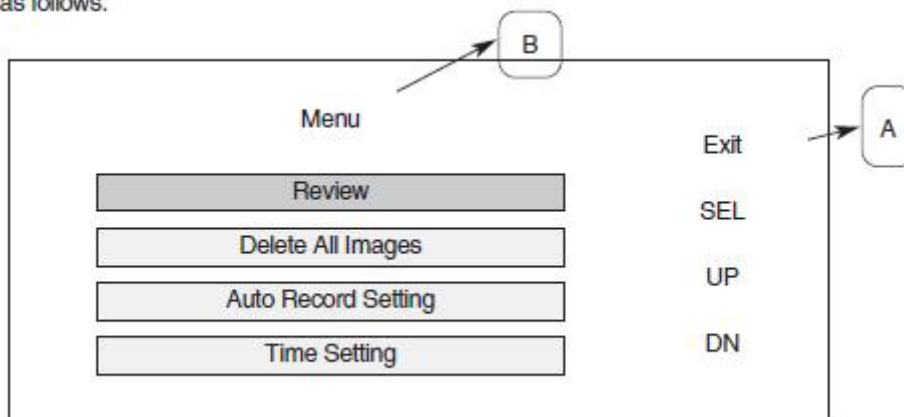 as follows.
B
Menu
A
Exit
Review
SEL
Delete All Images
UP
Auto Record Setting
DN
Time Setting